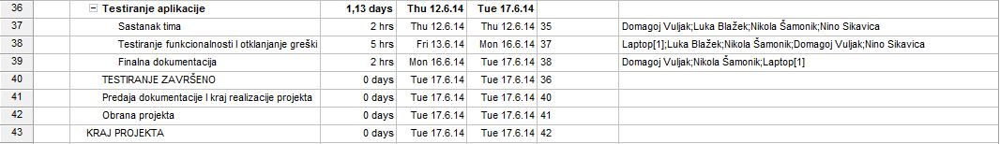 36 Testiranje aplikacije 1,13 days Thu 12.6.14 Tue 17.6.14
37 Sastanak tima 2 hrs Thu 12.6.14 Thu 12.6.14 35 Domagoj Vuljak;Luka Blažek;Nikola Šamonik;Nino Sikavica
38 Testiranje funkcionalnosti I otklanjanje greški 5 hrs Fri 13.6.14 Mon 16.6.14 37 Laptop[1];Luka Blažek;Nikola Šamonik;Domagoj Vuljak;Nino Sikavica
39 Finalna dokumentacija 2 hrs Mon 16.6.14 Tue 17.6.14 38 Domagoj Vuljak;Nikola Šamonik;Laptop[1]
40 TESTIRANJE ZAVRŠENO 0 days Tue 17.6.14 Tue 17.6.14 36
41 Predaja dokumentacije I kraj realizacije projekta 0 days Tue 17.6.14 Tue 17.6.14 40
42 Obrana projekta 0 days Tue 17.6.14 Tue 17.6.14 41
43 KRAJ PROJEKTA 0 days Tue 17.6.14 Tue 17.6.14 42